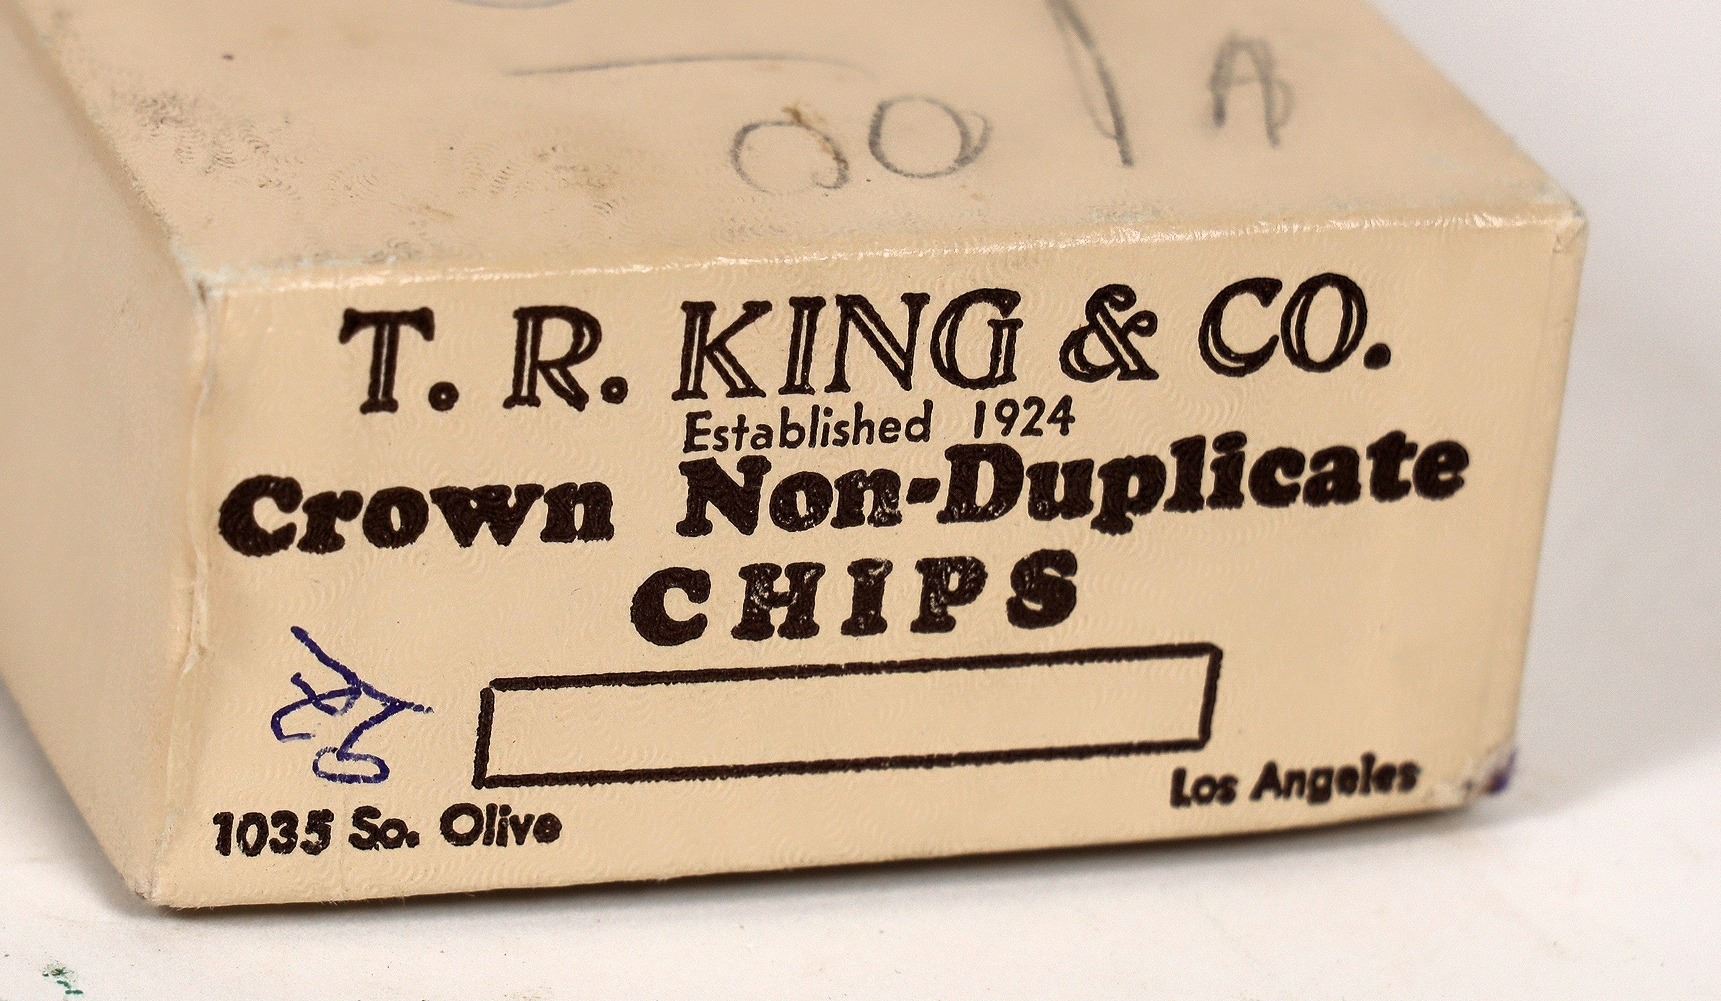 A
T. R. KING & CO.
Established 1924
Crown Non-Duplicate
CHIPS
1035 So. Olive
Los Angeles